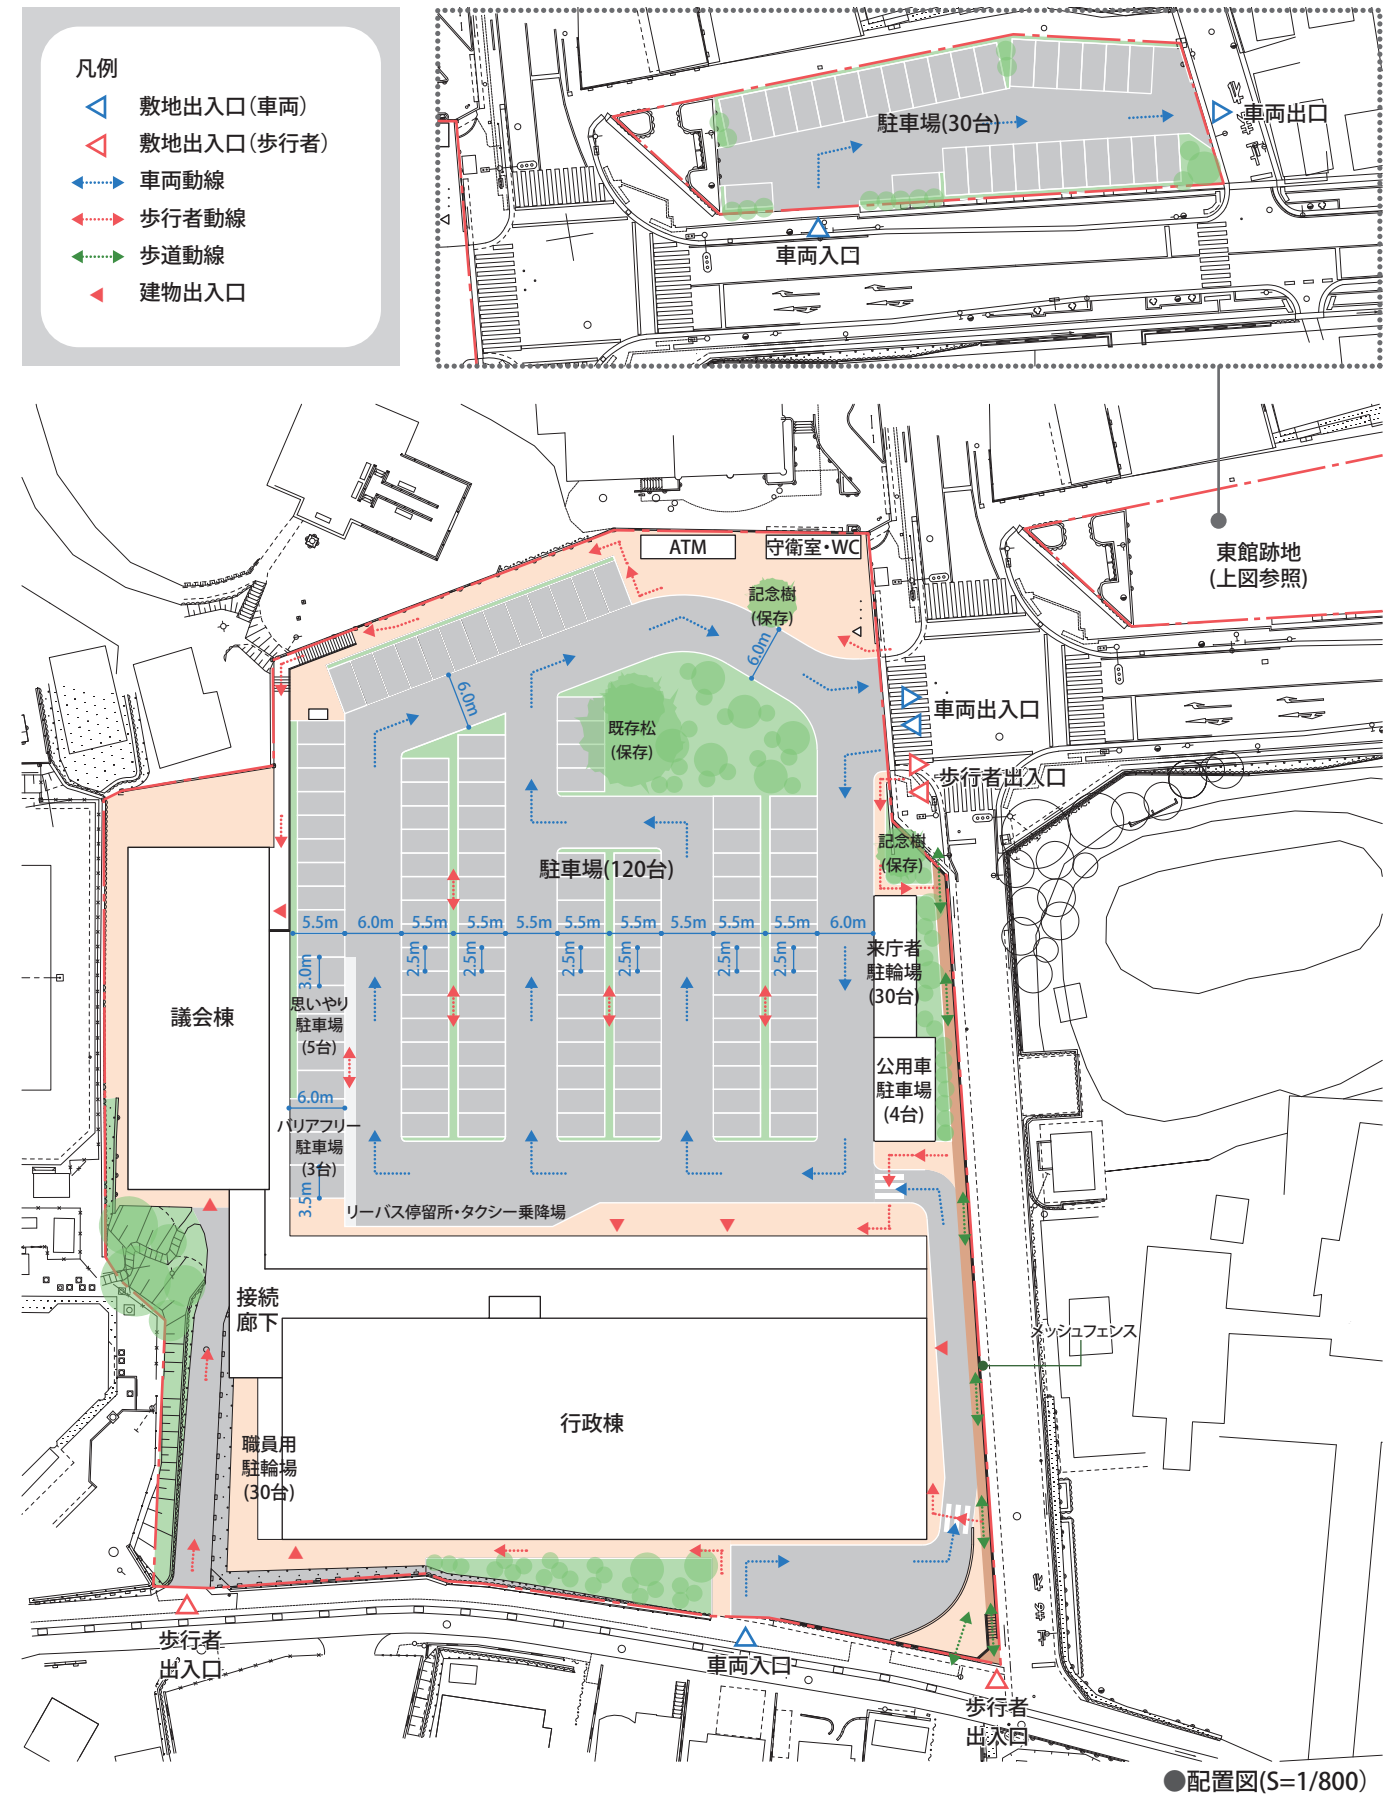 凡例
敷地出入口(車両)
敷地出入口(歩行者)
車両動線
歩行者動線
歩道動線
建物出入口
駐車場(30台)
車両出口
車両入口
東館跡地
(上図参照)
ATM
守衛室・WC
記念樹
(保存)
6.0m
6.0m
既存松
(保存)
車両出入口
歩行者出入口
記念樹
(保存)
駐車場(120台)
5.5m
6.0m
5.5m
5.5m
5.5m
5.5m
5.5m
5.5m
5.5m
5.5m
6.0m
2.5m
2.5m
2.5m
2.5m
2.5m
2.5m
3.0m
思いやり
駐車場
(5台)
来庁者
駐輪場
(30台)
議会棟
公用車
駐車場
(4台)
6.0m
バリアフリー
駐車場
(3台)
3.5m
リーバス停留所・タクシー乗降場
接続
廊下
メッシュフェンス
行政棟
職員用
駐輪場
(30台)
歩行者
出入口
車両入口
歩行者
出入口
●配置図(S=1/800)